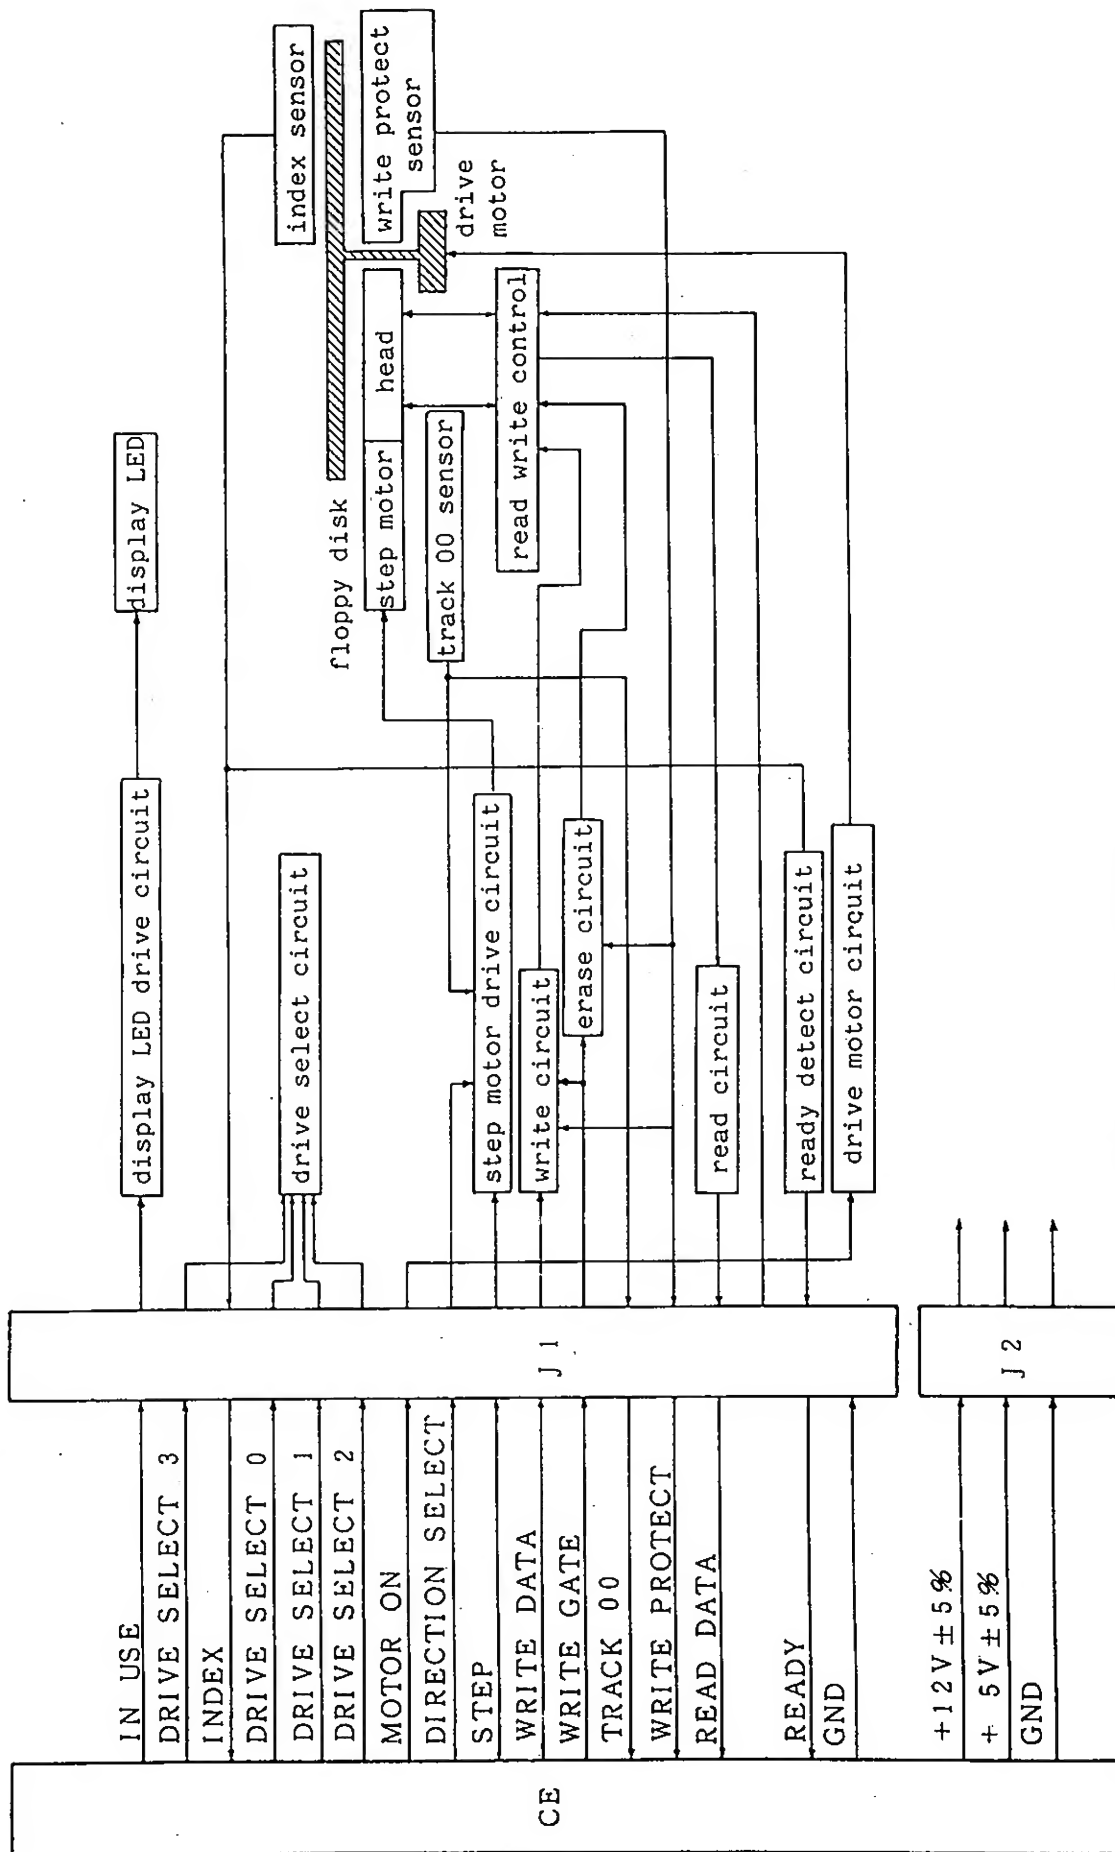 display LED drive circuit
display LED
index sensor
drive select circuit
floppy disk
step motor
head
write protect
sensor
track 00 sensor
drive
motor
step motor drive circuit
read write control
write circuit
erase circuit
read circuit
ready detect circuit
drive motor circuit
IN USE
DRIVE SELECT 3
INDEX
DRIVE SELECT 0
DRIVE SELECT 1
DRIVE SELECT 2
MOTOR ON
DIRECTION SELECT
STEP
WRITE DATA
WRITE GATE
TRACK 00
WRITE PROTECT
READ DATA
READY
GND
+12V±5%
+ 5V±5%
GND
CE
J1
J2